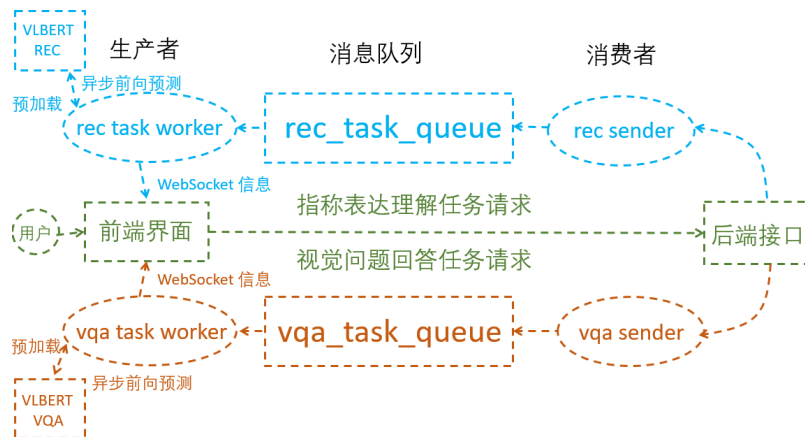 VLBERT
REC
生产者
消息队列
消费者
异步前向预测
预加载
rec task worker
rec_task_queue
rec sender
WebSocket 信息
指称表达理解任务请求
用户
前端界面
后端接口
视觉问题回答任务请求
WebSocket 信息
vqa task worker
vqa_task_queue
vqa sender
预加载
异步前向预测
VLBERT
VQA